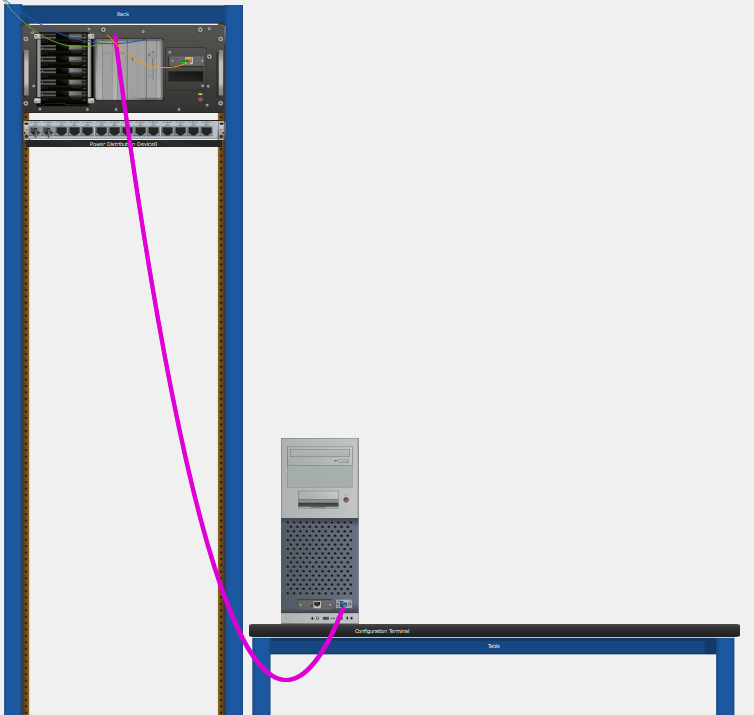 Rack
Power Distribution Device0
Configuration Terminal
Table